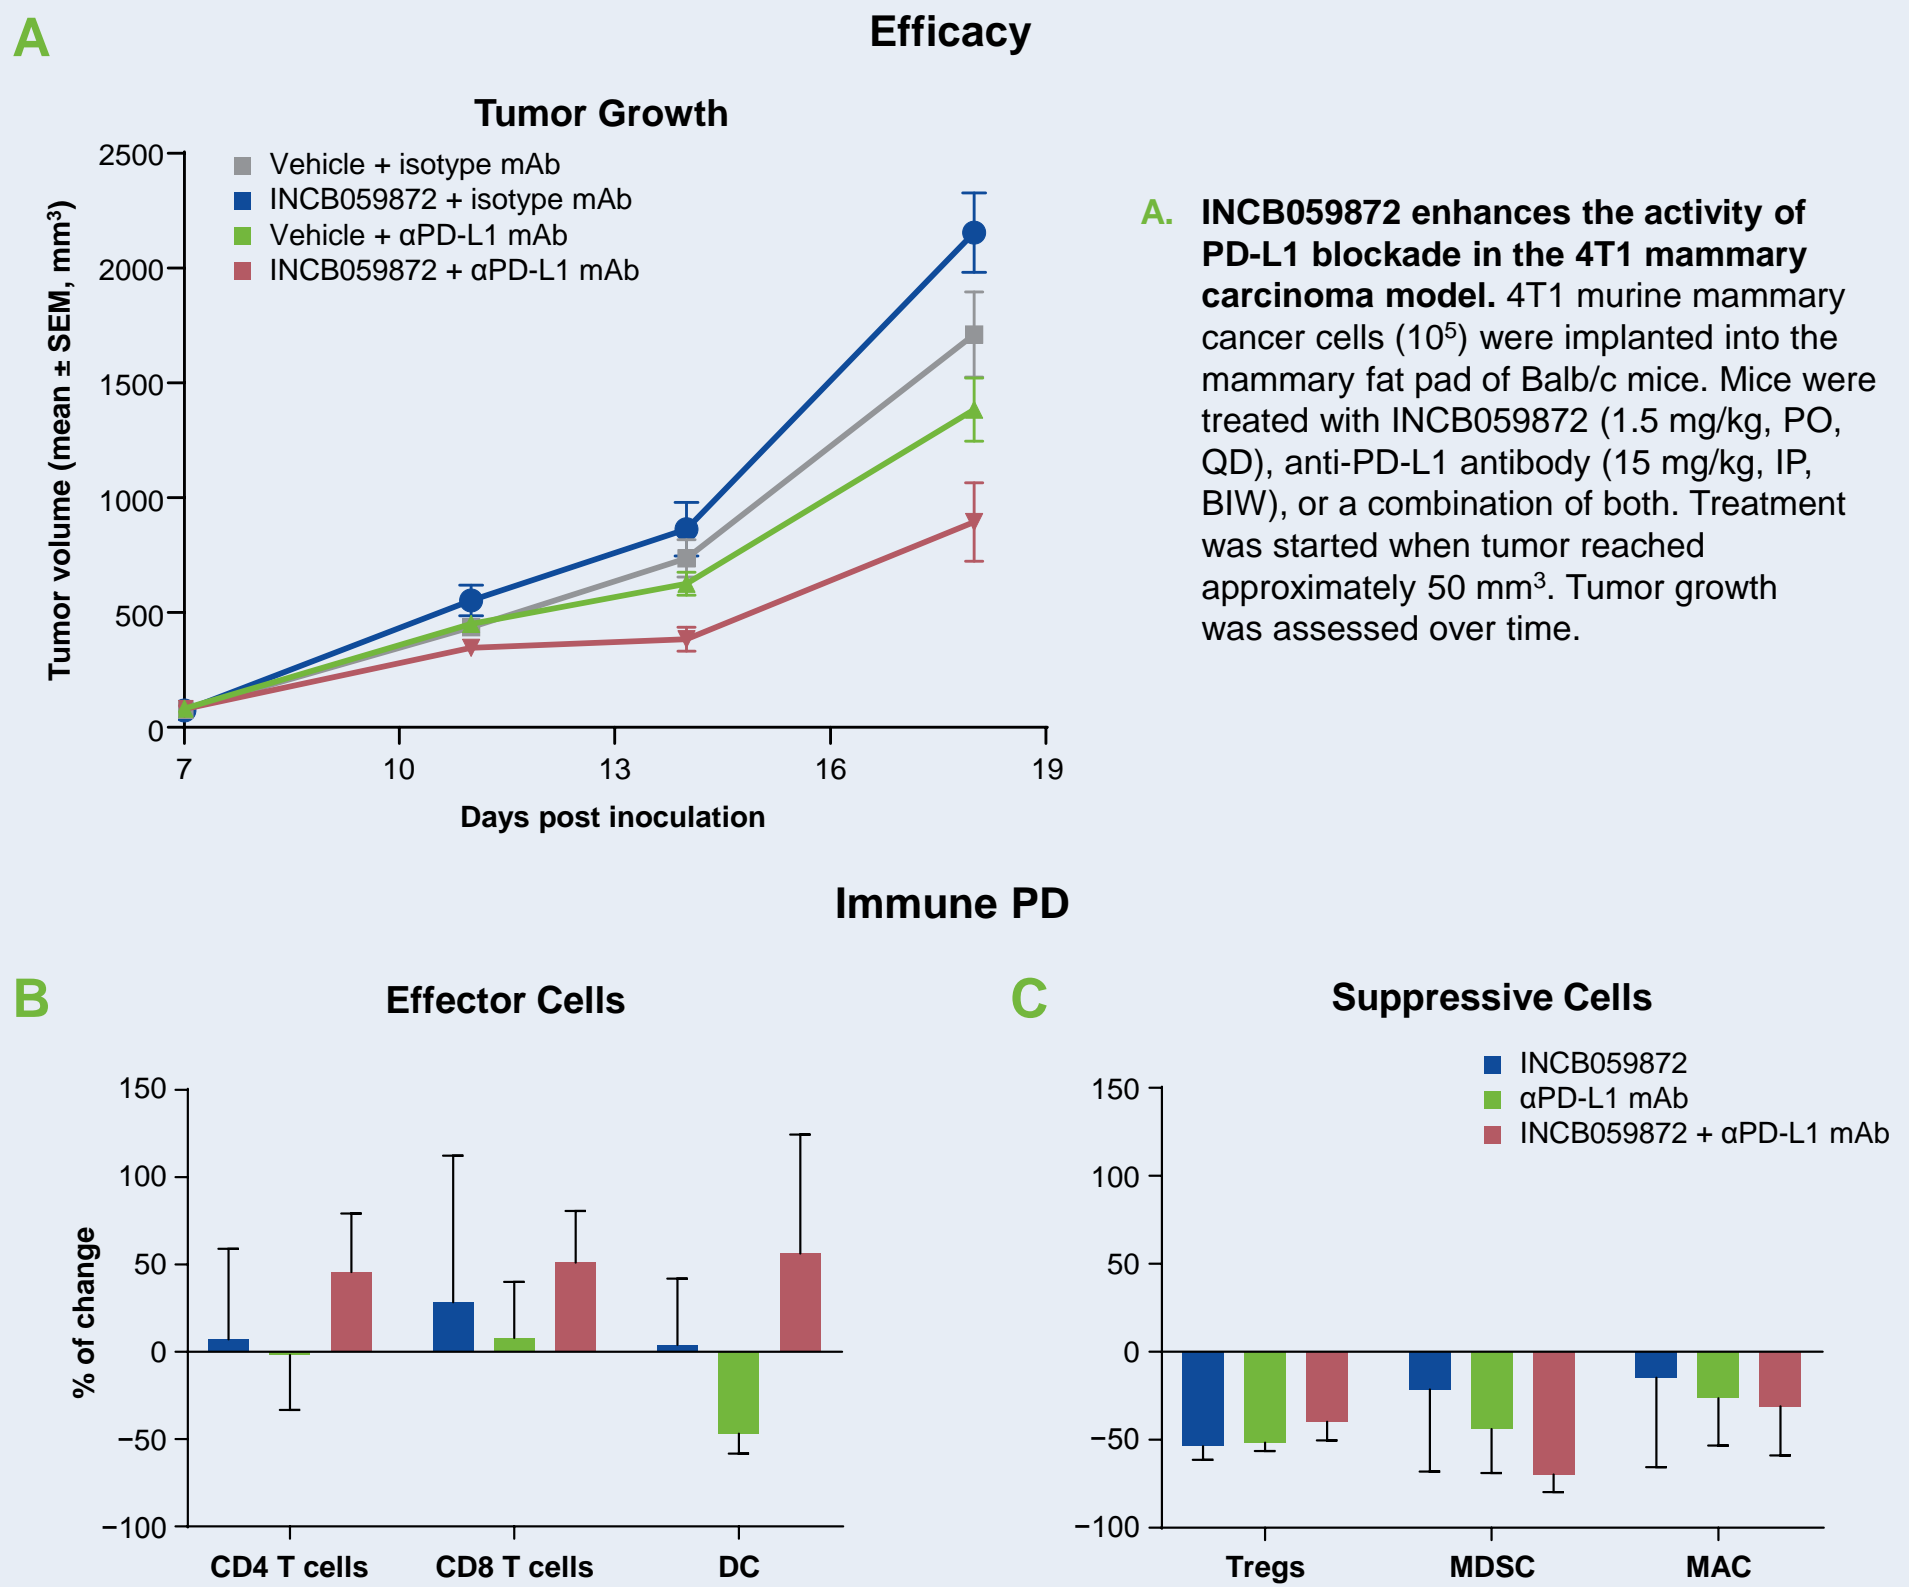 A
Efficacy
Tumor Growth
2500
2000
1500
1000
500
0
Tumor volume (mean ± SEM, mm³)
Vehicle + isotype mAb
INCB059872 + isotype mAb
Vehicle + αPD-L1 mAb
INCB059872 + αPD-L1 mAb
7 10 13 16 19
Days post inoculation
A. INCB059872 enhances the activity of
PD-L1 blockade in the 4T1 mammary
carcinoma model. 4T1 murine mammary
cancer cells (10⁵) were implanted into the
mammary fat pad of Balb/c mice. Mice were
treated with INCB059872 (1.5 mg/kg, PO,
QD), anti-PD-L1 antibody (15 mg/kg, IP,
BIW), or a combination of both. Treatment
was started when tumor reached
approximately 50 mm³. Tumor growth
was assessed over time.
Immune PD
B
Effector Cells
150
100
50
0
−50
−100
% of change
CD4 T cells CD8 T cells DC
C
Suppressive Cells
INCB059872
αPD-L1 mAb
INCB059872 + αPD-L1 mAb
150
100
50
0
−50
−100
Tregs MDSC MAC